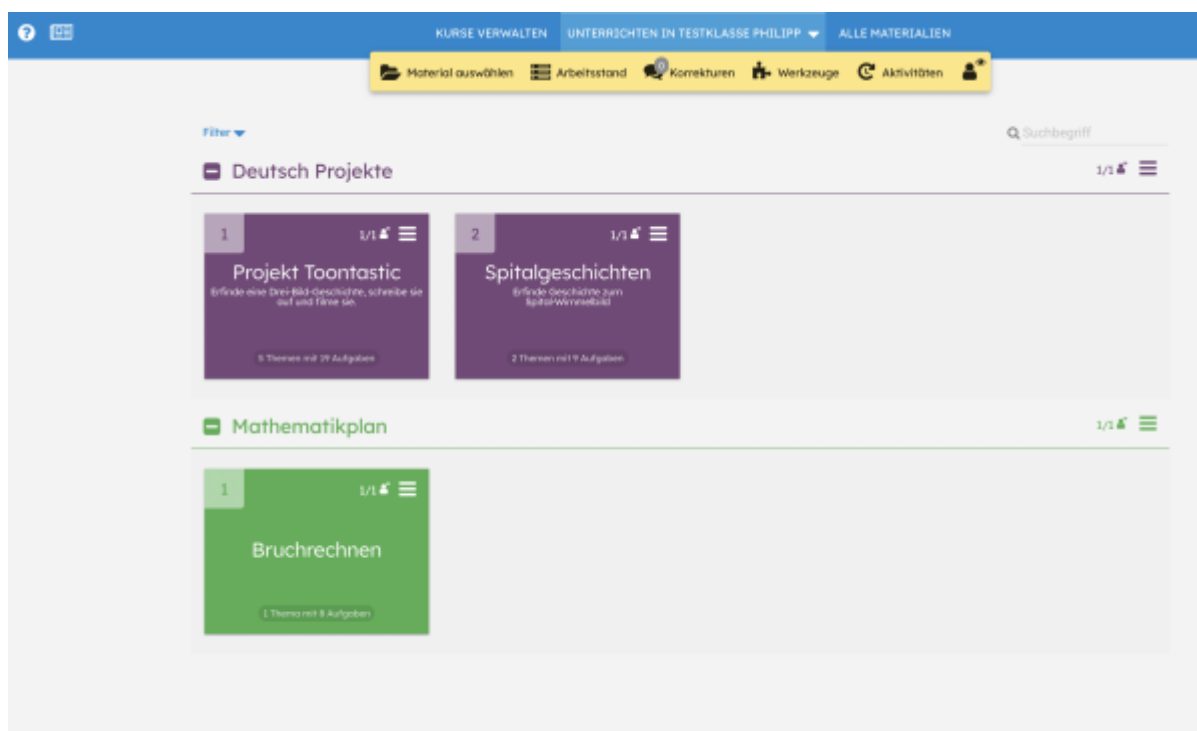 KURSE VERWALTEN UNTERRICHTEN IN TESTKLASSE PHILIPP ALLE MATERIALIEN
Material auswählen Arbeitsstand 0 Korrekturen Werkzeuge Aktivitäten
Filter Suchbegriff
Deutsch Projekte 1/1
1 1/1
Projekt Toontastic
Erfinde eine Drei-Bild-Geschichte, schreibe sie
auf und filme sie.
5 Themen mit 19 Aufgaben
2 1/1
Spitalgeschichten
Erfinde Geschichte zum
Spital-Wimmelbild
2 Themen mit 9 Aufgaben
Mathematikplan 1/1
1 1/1
Bruchrechnen
1 Thema mit 8 Aufgaben